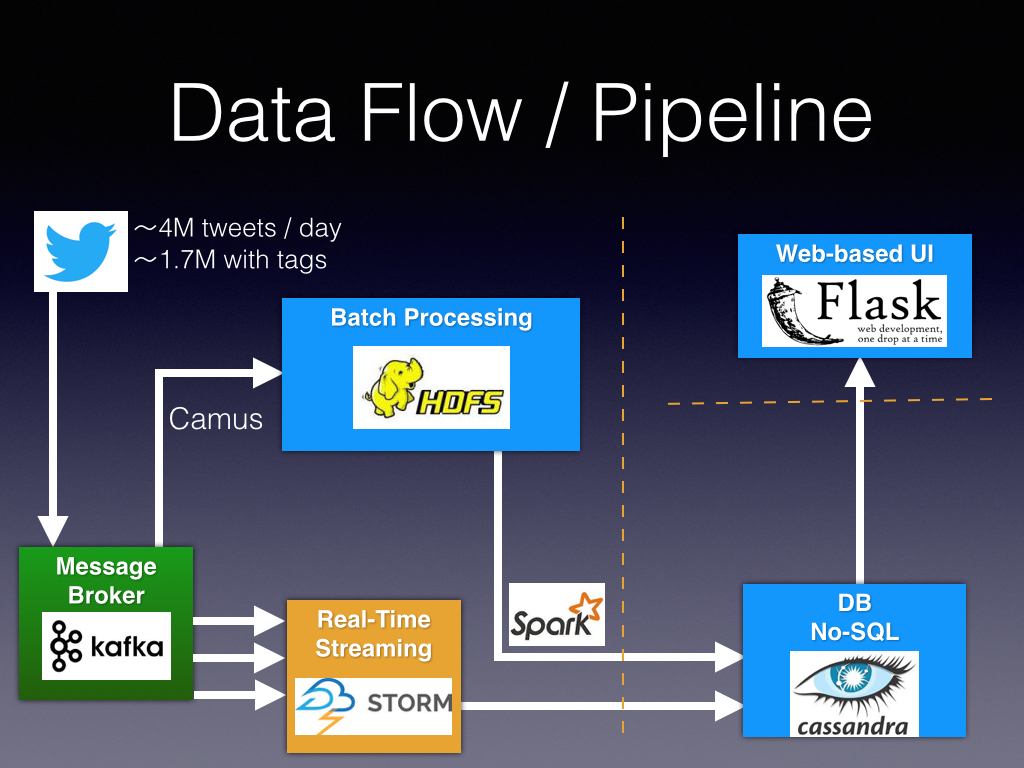 Data Flow / Pipeline
~4M tweets / day
~1.7M with tags
Batch Processing
HDFS
Camus
Message
Broker
kafka
Real-Time
Streaming
STORM
Spark
Web-based UI
Flask
web development,
one drop at a time
DB
No-SQL
cassandra